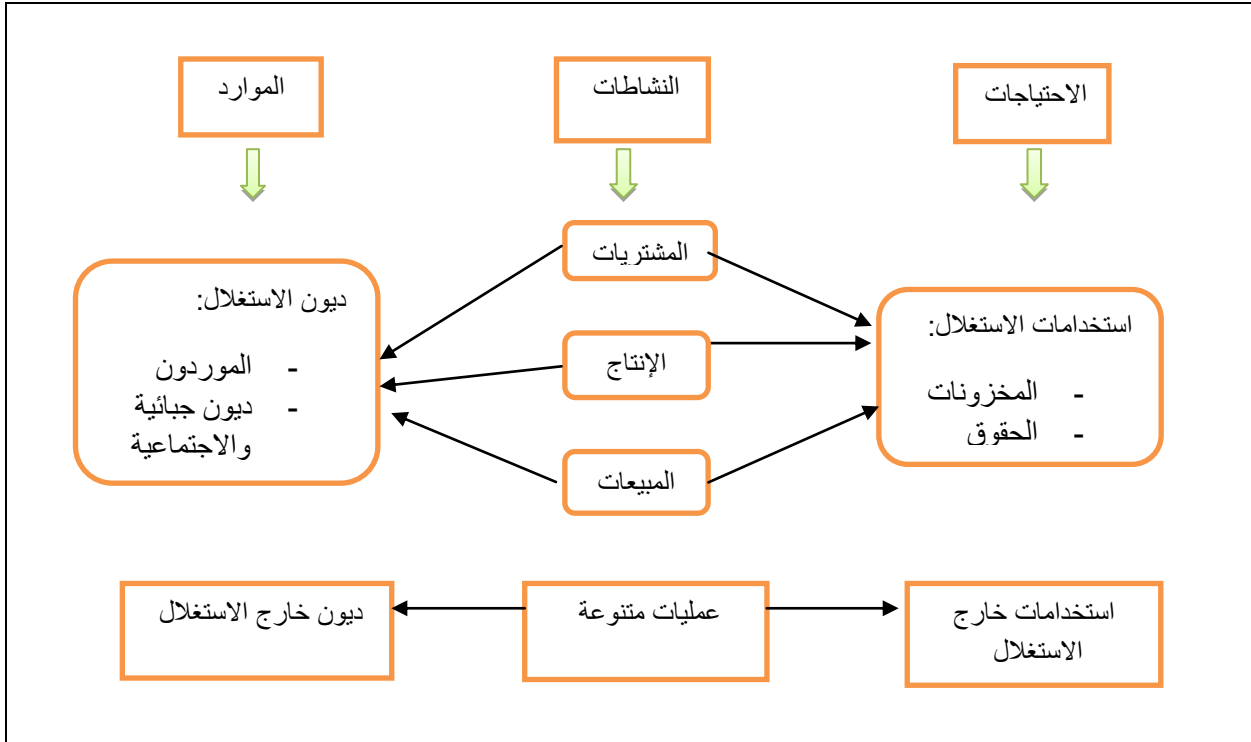 الاحتياجات
النشاطات
الموارد
المشتريات
استخدامات الاستغلال:
- المخزونات
- الحقوق
الإنتاج
ديون الاستغلال:
- الموردون
- ديون جبائية
والاجتماعية
المبيعات
استخدامات خارج
الاستغلال
عمليات متنوعة
ديون خارج الاستغلال